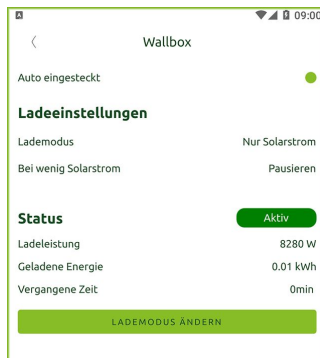 09:00
Wallbox
Auto eingesteckt
Ladeeinstellungen
Lademodus Nur Solarstrom
Bei wenig Solarstrom Pausieren
Status Aktiv
Ladeleistung 8280 W
Geladene Energie 0.01 kWh
Vergangene Zeit 0min
LADEMODUS ÄNDERN